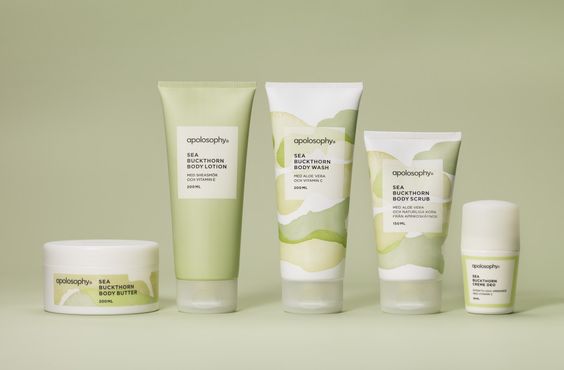 apolosophy®
SEA
BUCKTHORN
BODY BUTTER
200 ML
apolosophy®
SEA
BUCKTHORN
BODY LOTION
MED SHEASMÖR
OCH VITAMIN E
200 ML
apolosophy®
SEA
BUCKTHORN
BODY WASH
MED ALOE VERA
OCH VITAMIN C
200 ML
apolosophy®
SEA
BUCKTHORN
BODY SCRUB
MED ALOE VERA
OCH NATURLIGA KORN
FRÅN APRIKOSKÄRNOR
150 ML
apolosophy®
SEA
BUCKTHORN
CREME DEO